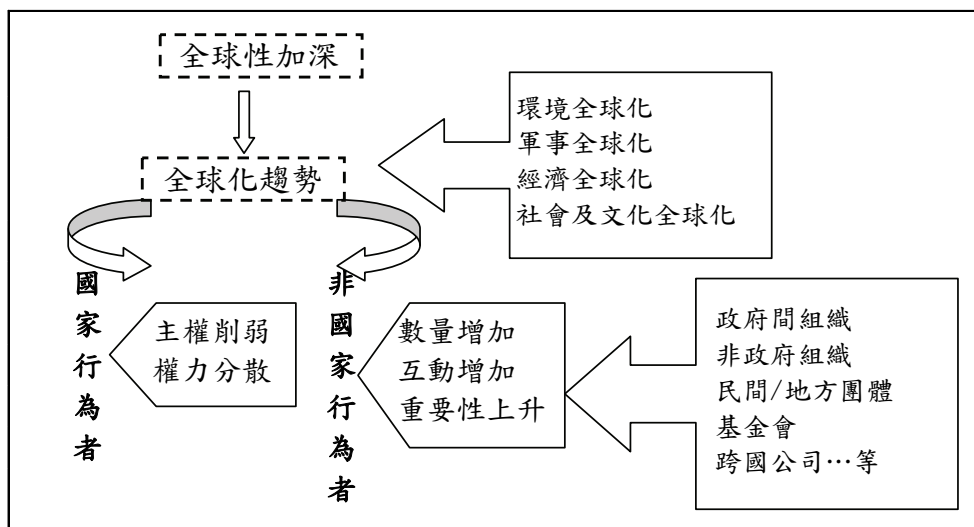 全球性加深
全球化趨勢
環境全球化
軍事全球化
經濟全球化
社會及文化全球化
國家行為者
主權削弱
權力分散
非國家行為者
數量增加
互動增加
重要性上升
政府間組織
非政府組織
民間/地方團體
基金會
跨國公司…等